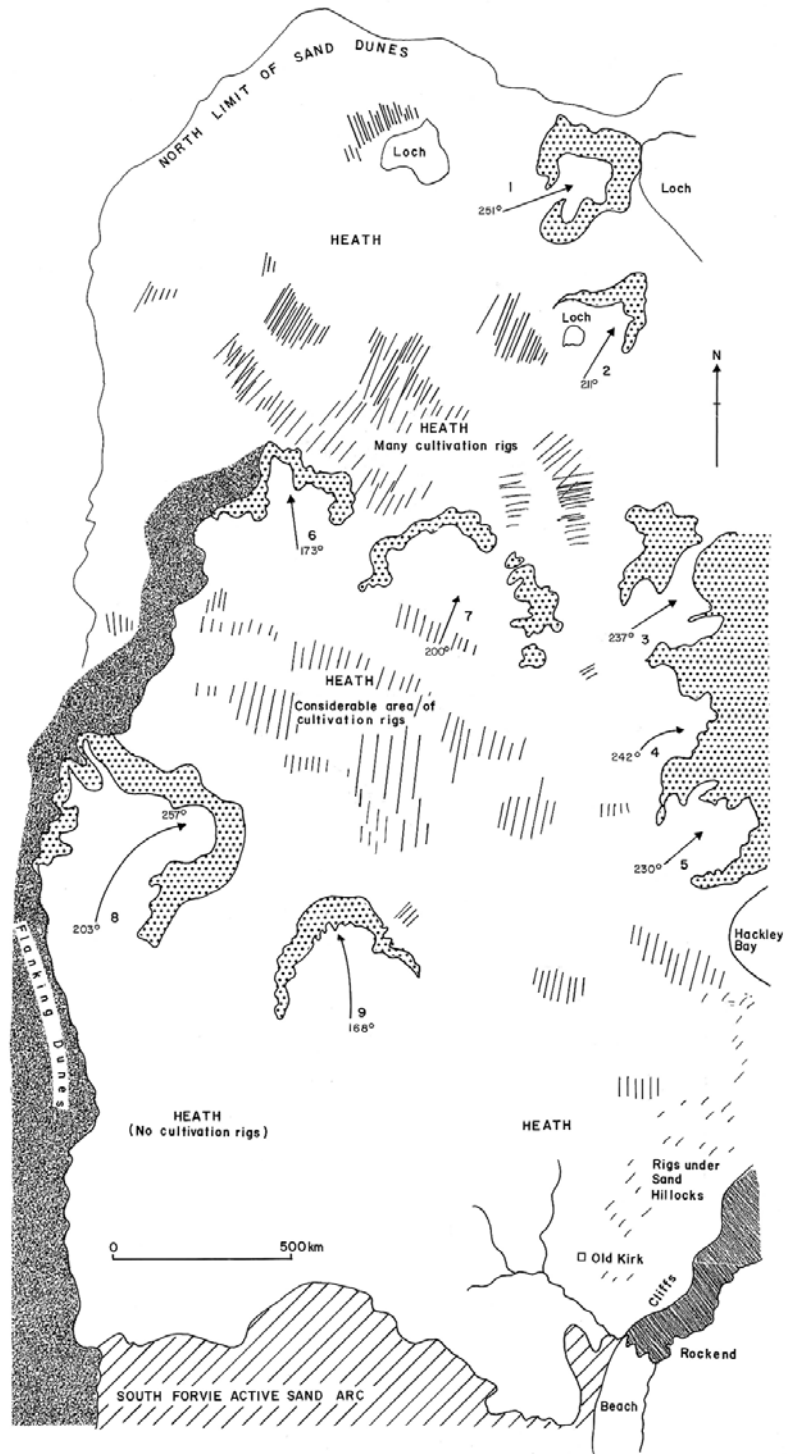 NORTH LIMIT OF SAND DUNES
Loch
1
251°
Loch
HEATH
Loch
2
211°
N
HEATH
Many cultivation rigs
6
173°
7
200°
237° 3
HEATH
Considerable area of
cultivation rigs
4
242°
257°
230° 5
203° 8
Flanking Dunes
Hackley
Bay
9
168°
HEATH
(No cultivation rigs)
HEATH
Rigs under
Sand
Hillocks
0 500km
Old Kirk
Cliffs
Rockend
SOUTH FORVIE ACTIVE SAND ARC
Beach